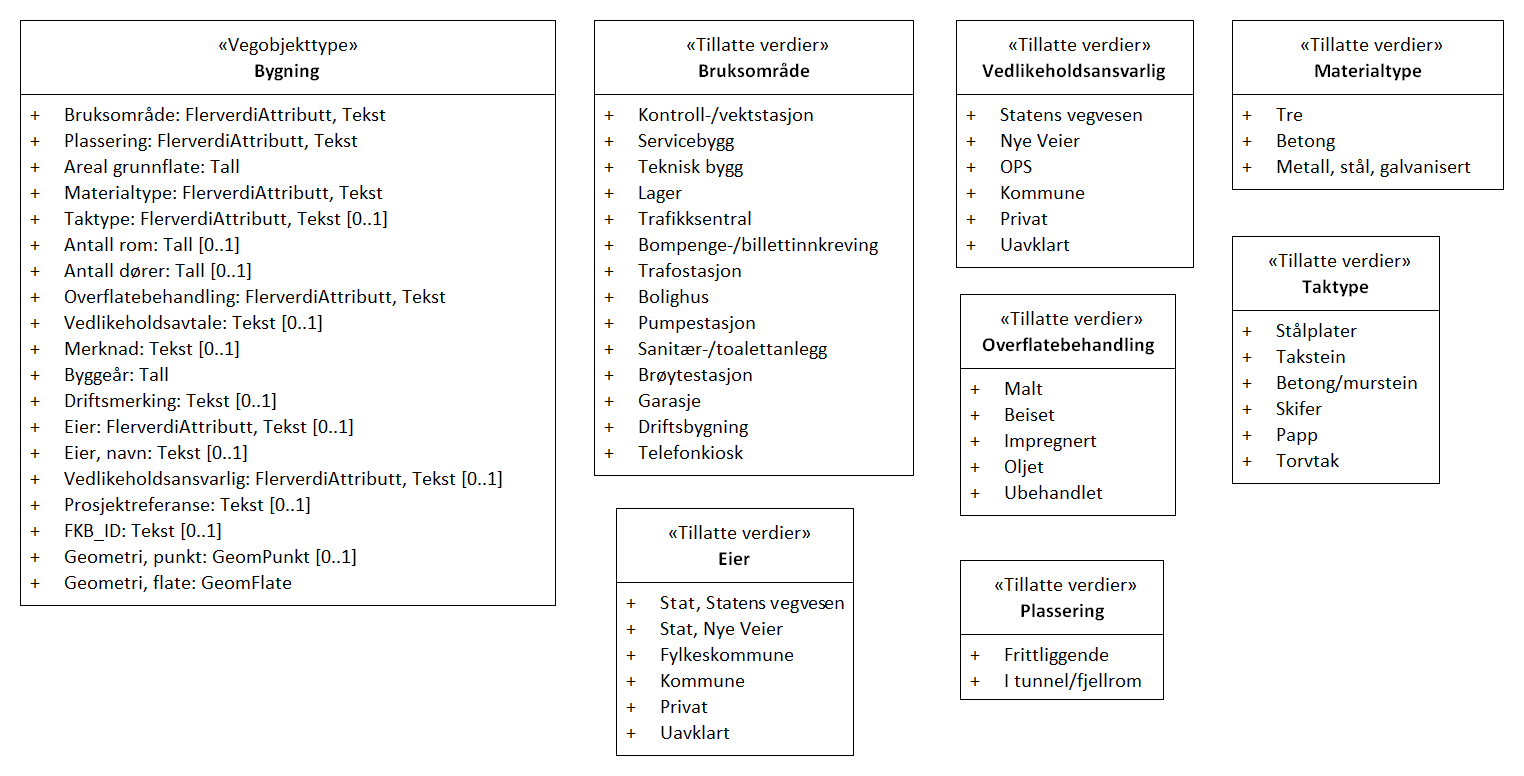 «Vegobjekttype»
Bygning
+ Bruksområde: FlerverdiAttributt, Tekst
+ Plassering: FlerverdiAttributt, Tekst
+ Areal grunnflate: Tall
+ Materialtype: FlerverdiAttributt, Tekst
+ Taktype: FlerverdiAttributt, Tekst [0..1]
+ Antall rom: Tall [0..1]
+ Antall dører: Tall [0..1]
+ Overflatebehandling: FlerverdiAttributt, Tekst
+ Vedlikeholdsavtale: Tekst [0..1]
+ Merknad: Tekst [0..1]
+ Byggeår: Tall
+ Driftsmerking: Tekst [0..1]
+ Eier: FlerverdiAttributt, Tekst [0..1]
+ Eier, navn: Tekst [0..1]
+ Vedlikeholdsansvarlig: FlerverdiAttributt, Tekst [0..1]
+ Prosjektreferanse: Tekst [0..1]
+ FKB_ID: Tekst [0..1]
+ Geometri, punkt: GeomPunkt [0..1]
+ Geometri, flate: GeomFlate
«Tillatte verdier»
Bruksområde
+ Kontroll-/vektstasjon
+ Servicebygg
+ Teknisk bygg
+ Lager
+ Trafikksentral
+ Bompenge-/billettinnkreving
+ Trafostasjon
+ Bolighus
+ Pumpestasjon
+ Sanitær-/toalettanlegg
+ Brøytestasjon
+ Garasje
+ Driftsbygning
+ Telefonkiosk
«Tillatte verdier»
Eier
+ Stat, Statens vegvesen
+ Stat, Nye Veier
+ Fylkeskommune
+ Kommune
+ Privat
+ Uavklart
«Tillatte verdier»
Vedlikeholdsansvarlig
+ Statens vegvesen
+ Nye Veier
+ OPS
+ Kommune
+ Privat
+ Uavklart
«Tillatte verdier»
Overflatebehandling
+ Malt
+ Beiset
+ Impregnert
+ Oljet
+ Ubehandlet
«Tillatte verdier»
Plassering
+ Frittliggende
+ I tunnel/fjellrom
«Tillatte verdier»
Materialtype
+ Tre
+ Betong
+ Metall, stål, galvanisert
«Tillatte verdier»
Taktype
+ Stålplater
+ Takstein
+ Betong/murstein
+ Skifer
+ Papp
+ Torvtak